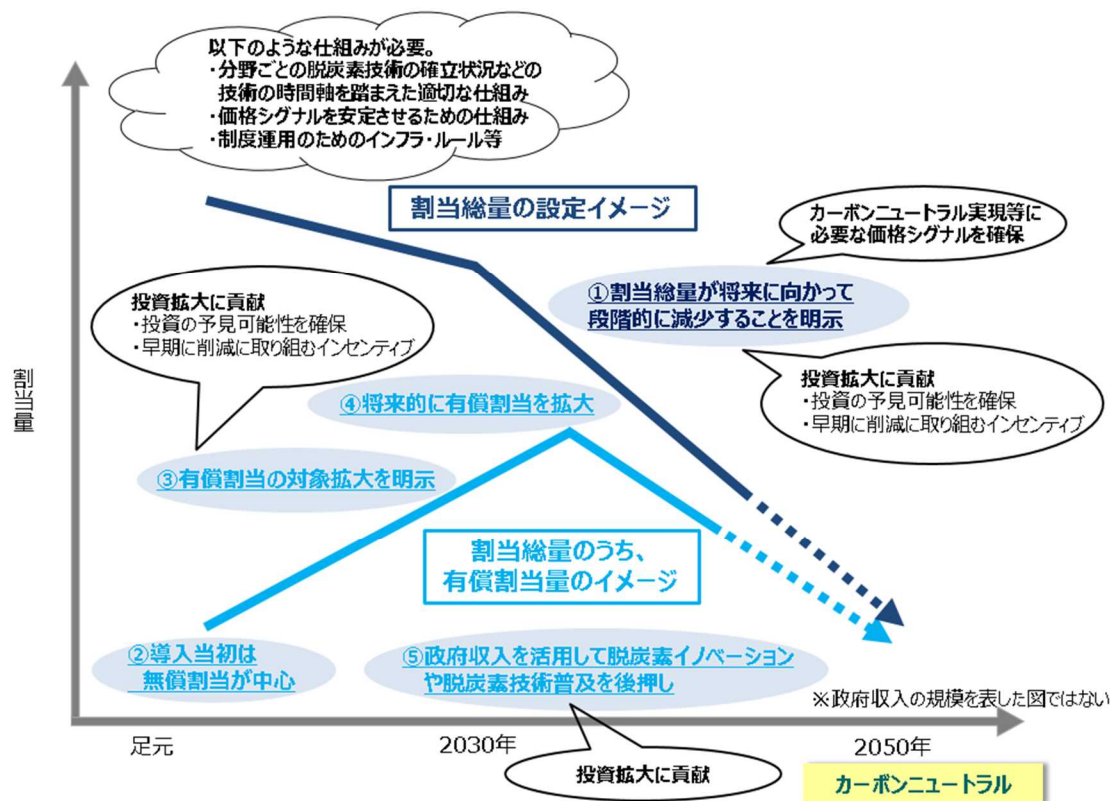 以下のような仕組みが必要。
・分野ごとの脱炭素技術の確立状況などの
技術の時間軸を踏まえた適切な仕組み
・価格シグナルを安定させるための仕組み
・制度運用のためのインフラ・ルール等
割当総量の設定イメージ
カーボンニュートラル実現等に
必要な価格シグナルを確保
①割当総量が将来に向かって
段階的に減少することを明示
投資拡大に貢献
・投資の予見可能性を確保
・早期に削減に取り組むインセンティブ
投資拡大に貢献
・投資の予見可能性を確保
・早期に削減に取り組むインセンティブ
割当量
④将来的に有償割当を拡大
③有償割当の対象拡大を明示
割当総量のうち、
有償割当量のイメージ
②導入当初は
無償割当が中心
⑤政府収入を活用して脱炭素イノベーション
や脱炭素技術普及を後押し
※政府収入の規模を表した図ではない
足元
2030年
2050年
投資拡大に貢献
カーボンニュートラル